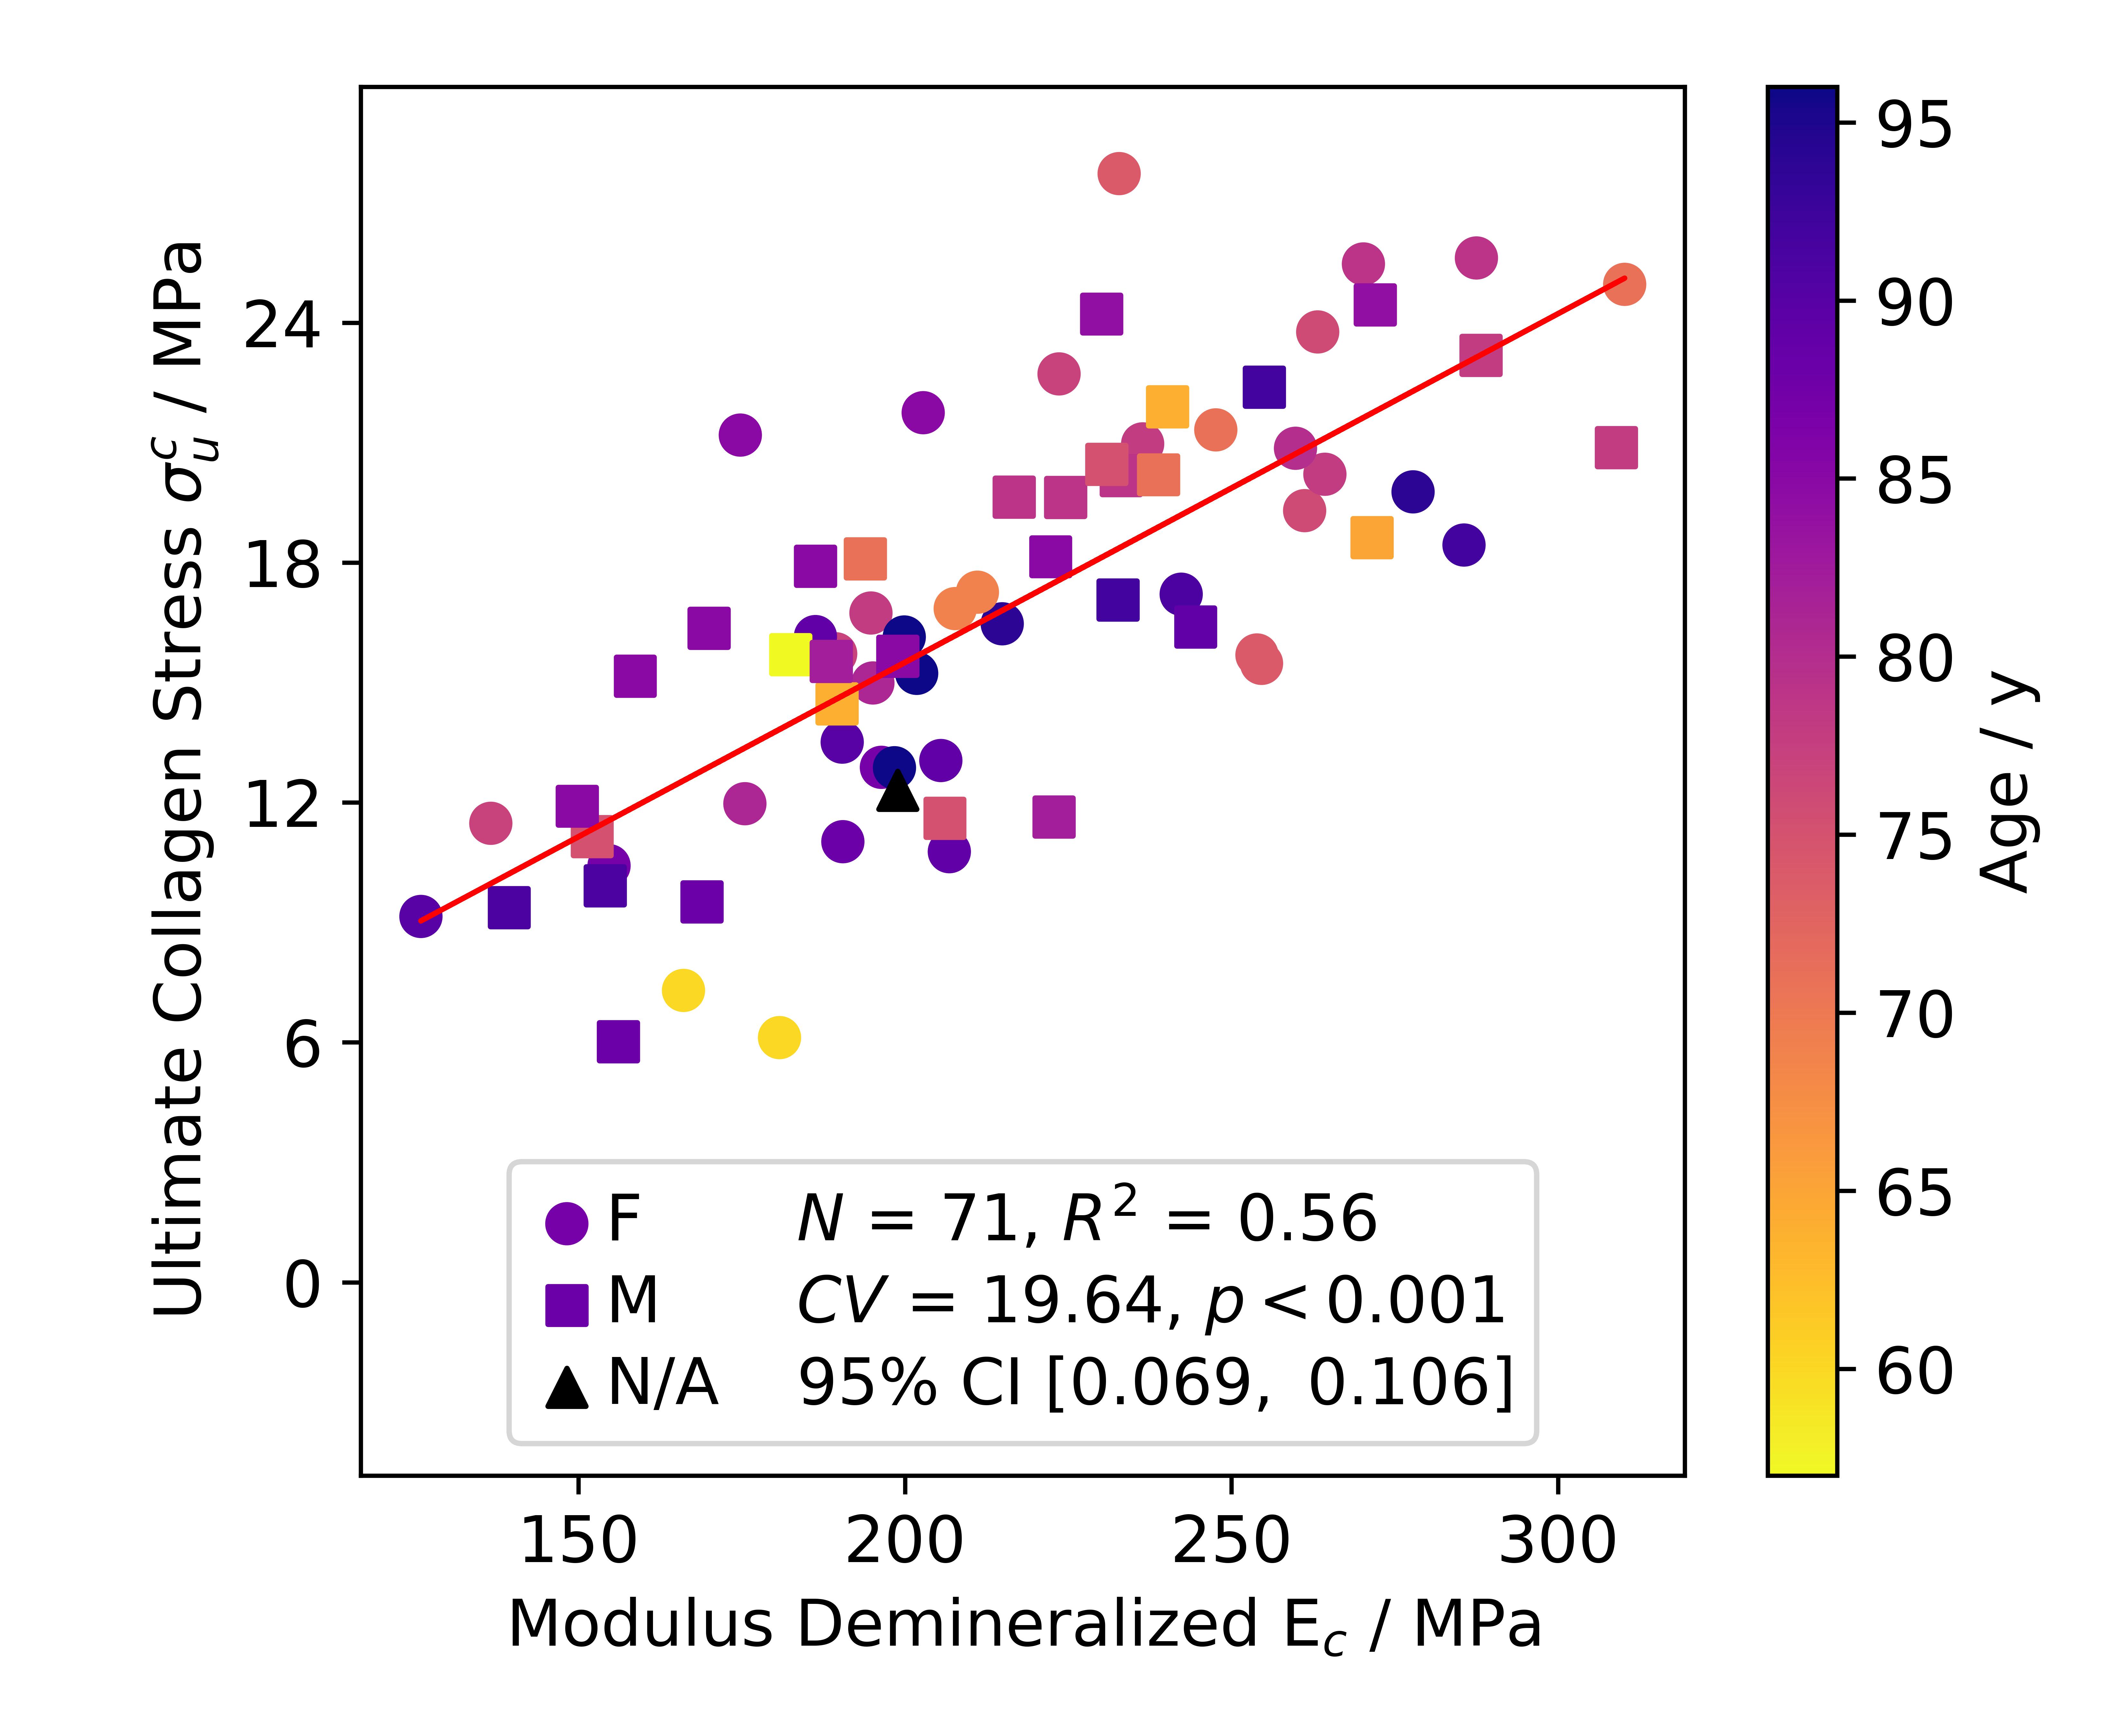 Ultimate Collagen Stress σᶜᵤ / MPa
24
18
12
6
0
F N = 71, R² = 0.56
M CV = 19.64, p < 0.001
N/A 95% CI [0.069, 0.106]
150 200 250 300
Modulus Demineralized E_c / MPa
95
90
85
80
75
70
65
60
Age / y